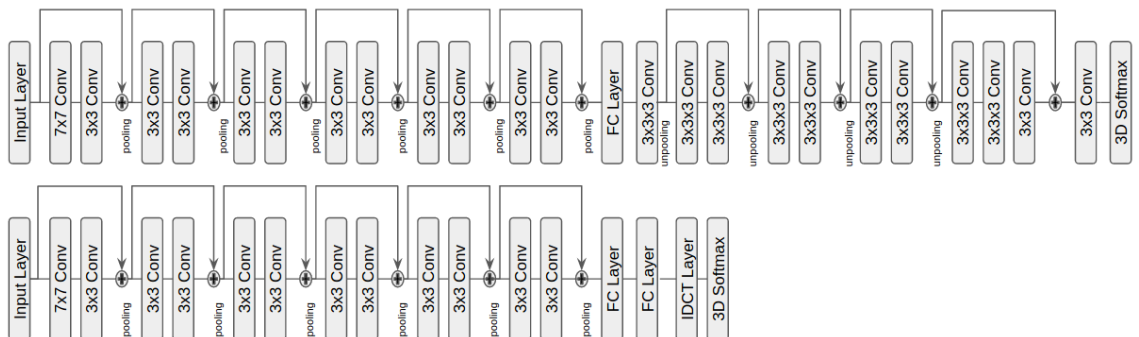 Input Layer
7x7 Conv
3x3 Conv
pooling
3x3 Conv
3x3 Conv
pooling
3x3 Conv
3x3 Conv
pooling
3x3 Conv
3x3 Conv
pooling
3x3 Conv
3x3 Conv
pooling
3x3 Conv
3x3 Conv
pooling
FC Layer
3x3x3 Conv
unpooling
3x3x3 Conv
3x3x3 Conv
unpooling
3x3x3 Conv
3x3x3 Conv
unpooling
3x3x3 Conv
3x3x3 Conv
unpooling
3x3x3 Conv
3x3x3 Conv
3x3 Conv
3x3 Conv
3D Softmax
Input Layer
7x7 Conv
3x3 Conv
pooling
3x3 Conv
3x3 Conv
pooling
3x3 Conv
3x3 Conv
pooling
3x3 Conv
3x3 Conv
pooling
3x3 Conv
3x3 Conv
pooling
3x3 Conv
3x3 Conv
pooling
FC Layer
FC Layer
IDCT Layer
3D Softmax